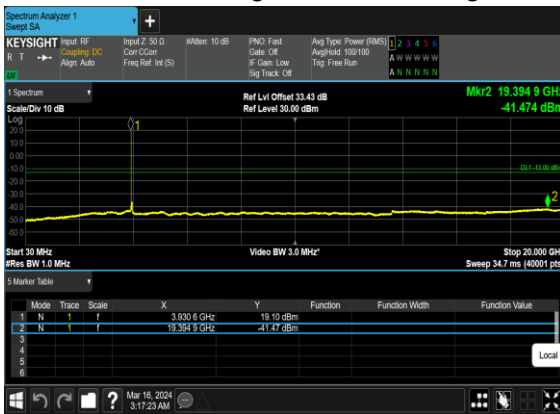 Spectrum Analyzer 1
Swept SA
KEYSIGHT
R T
LV
Input: RF
Coupling: DC
Align: Auto
Input Z: 50 Ω
Corr CCorr
Freq Ref: Int (S)
#Atten: 10 dB
PNO: Fast
Gate: Off
IF Gain: Low
Sig Track: Off
Avg Type: Power (RMS)
Avg|Hold: 100/100
Trig: Free Run
1 2 3 4 5 6
A W W W W W
A N N N N N
1 Spectrum
Scale/Div 10 dB
Ref Lvl Offset 33.43 dB
Ref Level 30.00 dBm
Mkr2 19.394 9 GHz
-41.474 dBm
Log
20.0
10.0
0.00
-10.0
-20.0
-30.0
-40.0
-50.0
-60.0
1
DL1 -13.00 dBm
2
Start 30 MHz
#Res BW 1.0 MHz
Video BW 3.0 MHz*
Stop 20.000 GHz
Sweep 34.7 ms (40001 pts)
5 Marker Table
Mode Trace Scale X Y Function Function Width Function Value
1 N 1 f 3.930 6 GHz 19.10 dBm
2 N 1 f 19.394 9 GHz -41.47 dBm
3
4
5
6
Local
?
Mar 16, 2024
3:17:23 AM